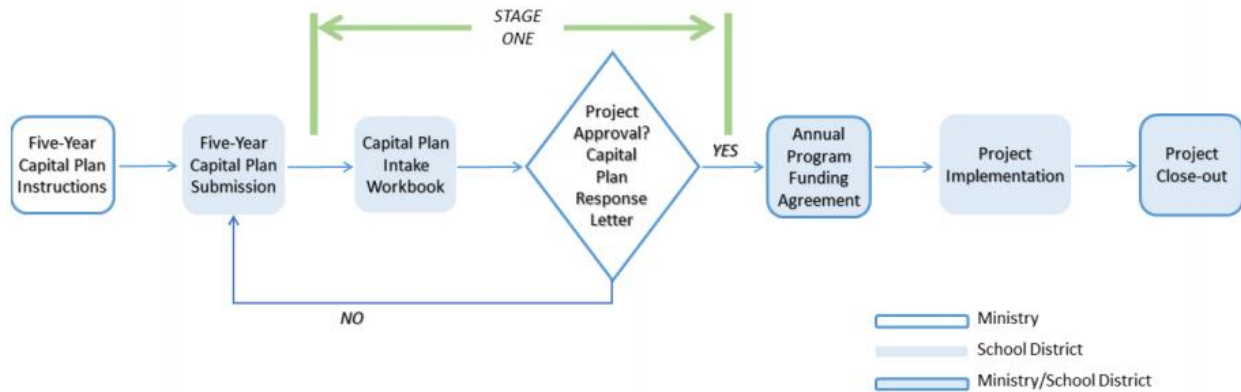 STAGE
ONE
Five-Year
Capital Plan
Instructions
Five-Year
Capital Plan
Submission
Capital Plan
Intake
Workbook
Project
Approval?
Capital
Plan
Response
Letter
YES
Annual
Program
Funding
Agreement
Project
Implementation
Project
Close-out
NO
Ministry
School District
Ministry/School District